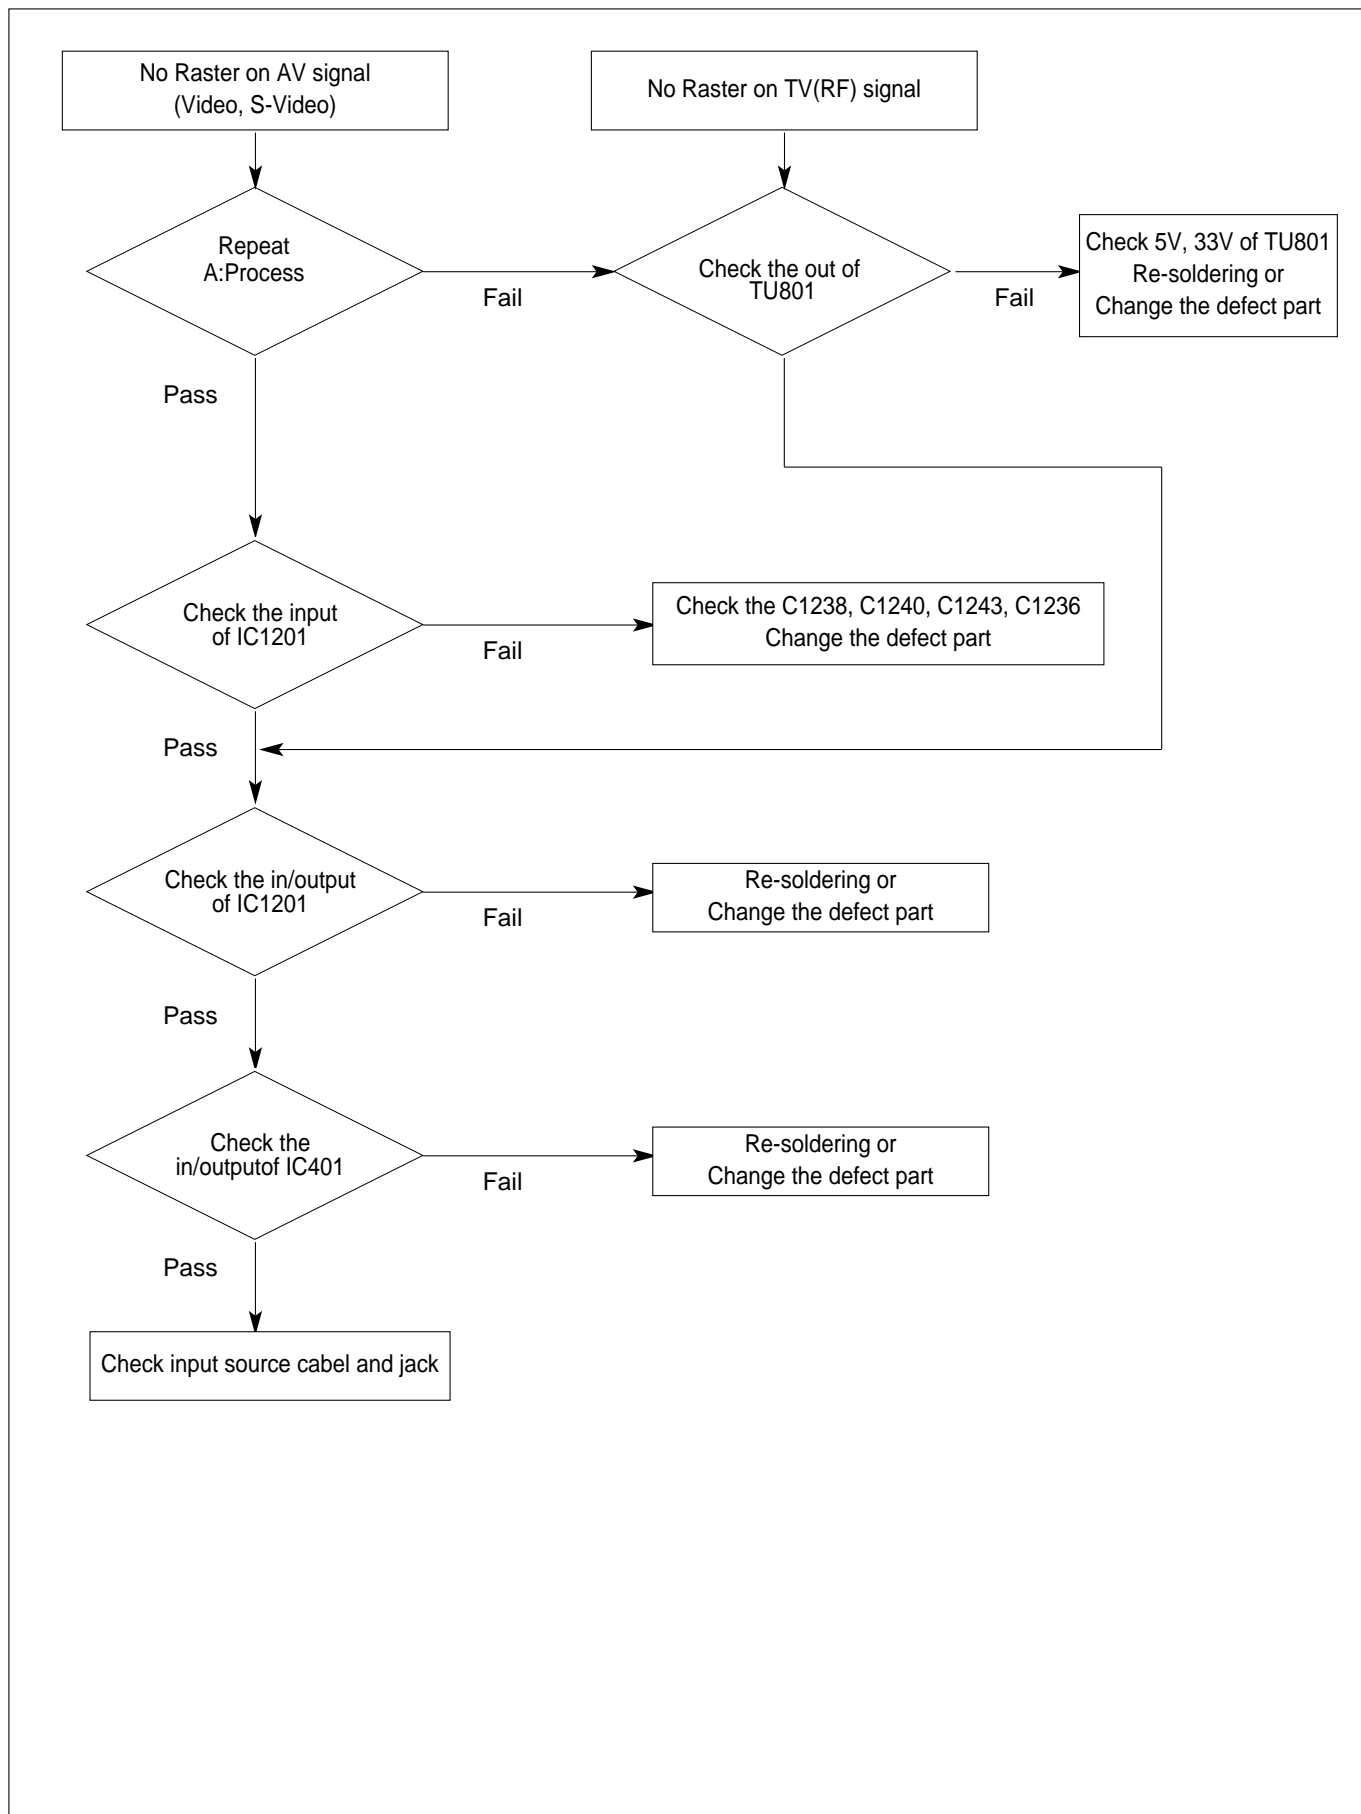 No Raster on AV signal
(Video, S-Video)
No Raster on TV(RF) signal
Repeat
A:Process
Fail
Check the out of
TU801
Fail
Check 5V, 33V of TU801
Re-soldering or
Change the defect part
Pass
Check the input
of IC1201
Fail
Check the C1238, C1240, C1243, C1236
Change the defect part
Pass
Check the in/output
of IC1201
Fail
Re-soldering or
Change the defect part
Pass
Check the
in/outputof IC401
Fail
Re-soldering or
Change the defect part
Pass
Check input source cabel and jack